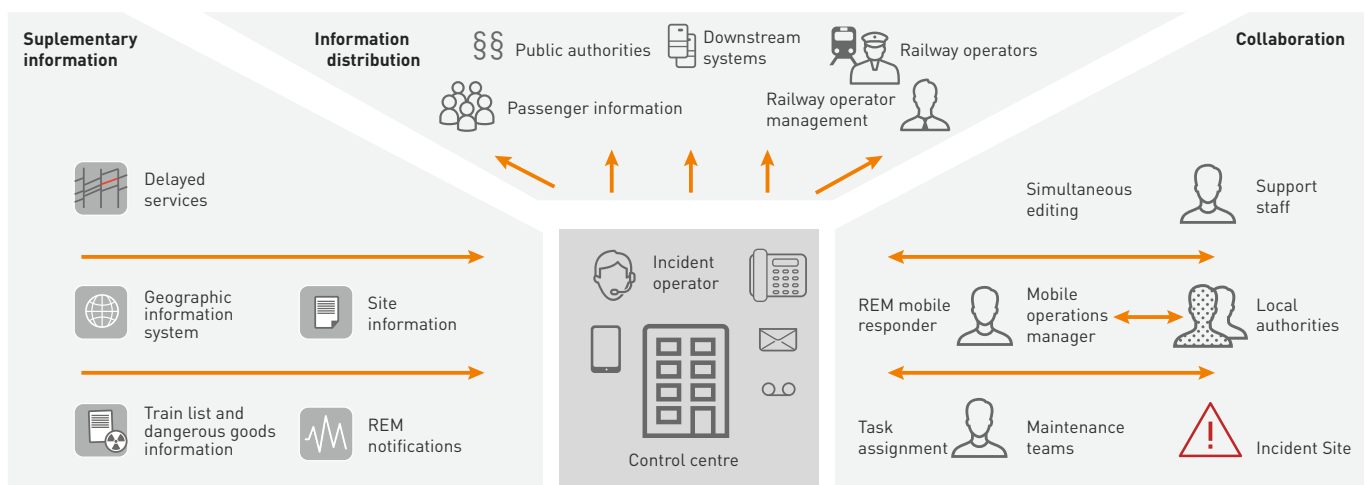 Suplementary
information
Information
distribution
§§ Public authorities
Downstream
systems
Railway operators
Passenger information
Railway operator
management
Collaboration
Delayed
services
Geographic
information
system
Site
information
Train list and
dangerous goods
information
REM
notifications
Incident
operator
Control centre
Simultaneous
editing
Support
staff
REM mobile
responder
Mobile
operations
manager
Local
authorities
Task
assignment
Maintenance
teams
!
Incident Site